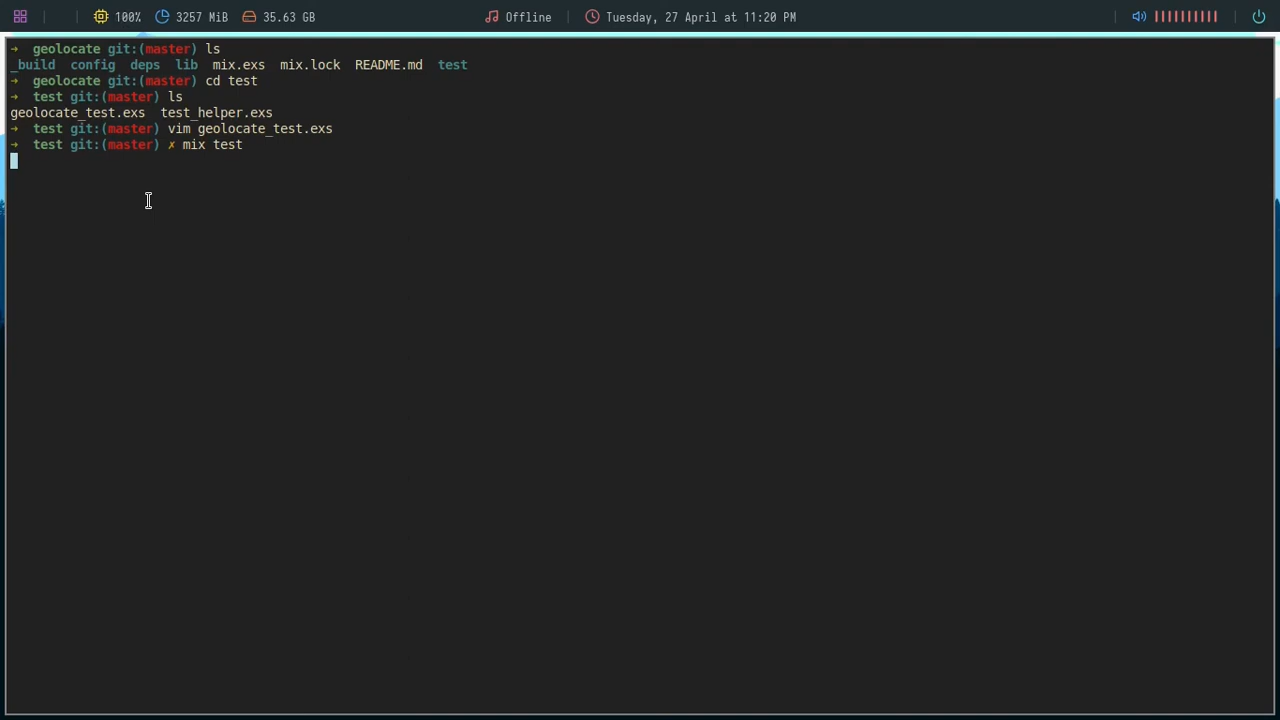 100% 3257 MiB 35.63 GB Offline Tuesday, 27 April at 11:20 PM
➜ geolocate git:(master) ls
_build config deps lib mix.exs mix.lock README.md test
➜ geolocate git:(master) cd test
➜ test git:(master) ls
geolocate_test.exs test_helper.exs
➜ test git:(master) vim geolocate_test.exs
➜ test git:(master) ✗ mix test